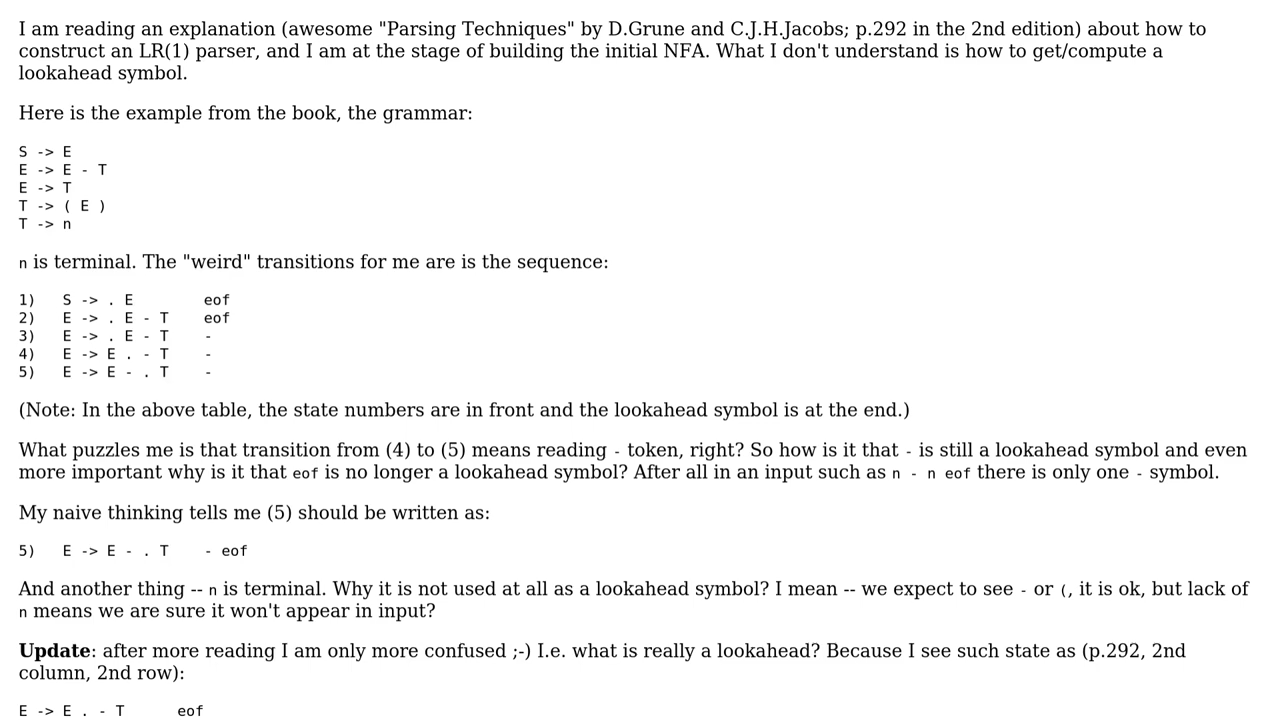 I am reading an explanation (awesome "Parsing Techniques" by D.Grune and C.J.H.Jacobs; p.292 in the 2nd edition) about how to
construct an LR(1) parser, and I am at the stage of building the initial NFA. What I don't understand is how to get/compute a
lookahead symbol.
Here is the example from the book, the grammar:
S -> E
E -> E - T
E -> T
T -> ( E )
T -> n
n is terminal. The "weird" transitions for me are is the sequence:
1)   S -> . E        eof
2)   E -> . E - T    eof
3)   E -> . E - T    -
4)   E -> E . - T    -
5)   E -> E - . T    -
(Note: In the above table, the state numbers are in front and the lookahead symbol is at the end.)
What puzzles me is that transition from (4) to (5) means reading - token, right? So how is it that - is still a lookahead symbol and even
more important why is it that eof is no longer a lookahead symbol? After all in an input such as n - n eof there is only one - symbol.
My naive thinking tells me (5) should be written as:
5)   E -> E - . T    - eof
And another thing -- n is terminal. Why it is not used at all as a lookahead symbol? I mean -- we expect to see - or (, it is ok, but lack of
n means we are sure it won't appear in input?
Update: after more reading I am only more confused ;-) I.e. what is really a lookahead? Because I see such state as (p.292, 2nd
column, 2nd row):
E -> E . - T      eof